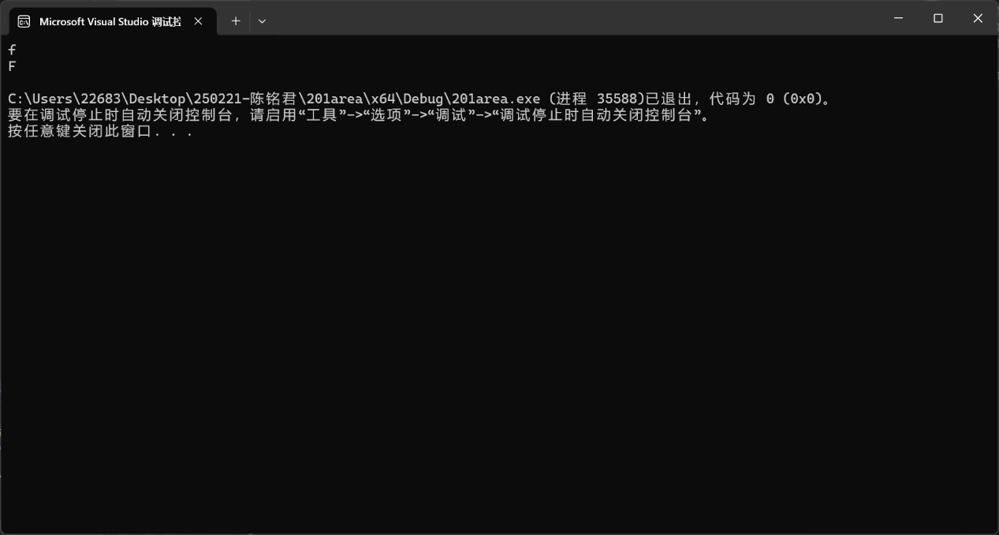 Microsoft Visual Studio 调试控
f
F
C:\Users\22683\Desktop\250221-陈铭君\201area\x64\Debug\201area.exe (进程 35588)已退出，代码为 0 (0x0)。
要在调试停止时自动关闭控制台，请启用“工具”->“选项”->“调试”->“调试停止时自动关闭控制台”。
按任意键关闭此窗口. . .